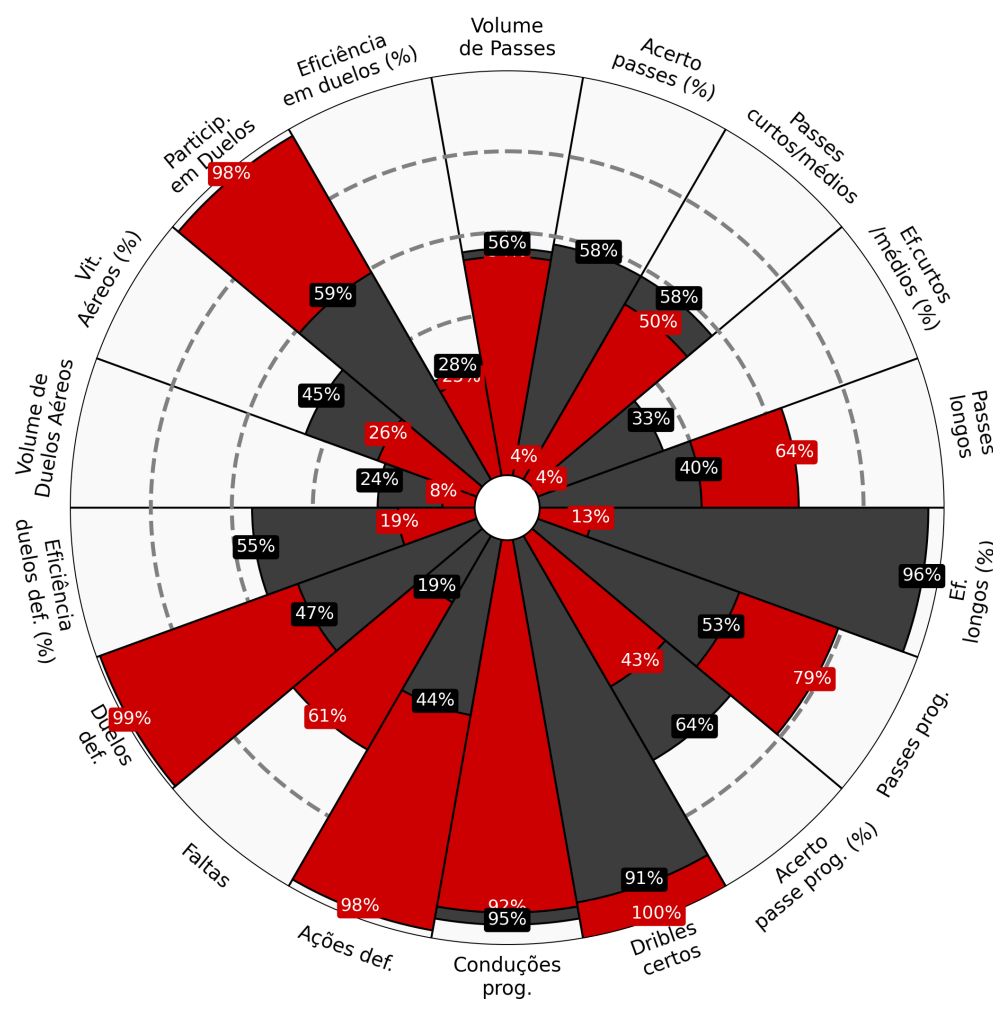 Volume
de Passes
56%
Acerto
passes (%)
58%
4%
Passes
curtos/médios
58%
50%
Ef.curtos
/médios (%)
33%
4%
Passes
longos
64%
40%
Ef.
longos (%
96%
13%
Passes prog.
79%
53%
Acerto
passe prog. (%)
64%
43%
Dribles
certos
91%
100%
Conduções
prog.
92%
95%
Ações def.
98%
44%
Faltas
61%
19%
Duelos
def.
99%
47%
Eficiência
duelos def. (%)
55%
19%
Volume de
Duelos Aéreos
24%
8%
Vit.
Aéreos (%)
45%
26%
Particip.
em Duelos
98%
59%
Eficiência
em duelos (%)
28%